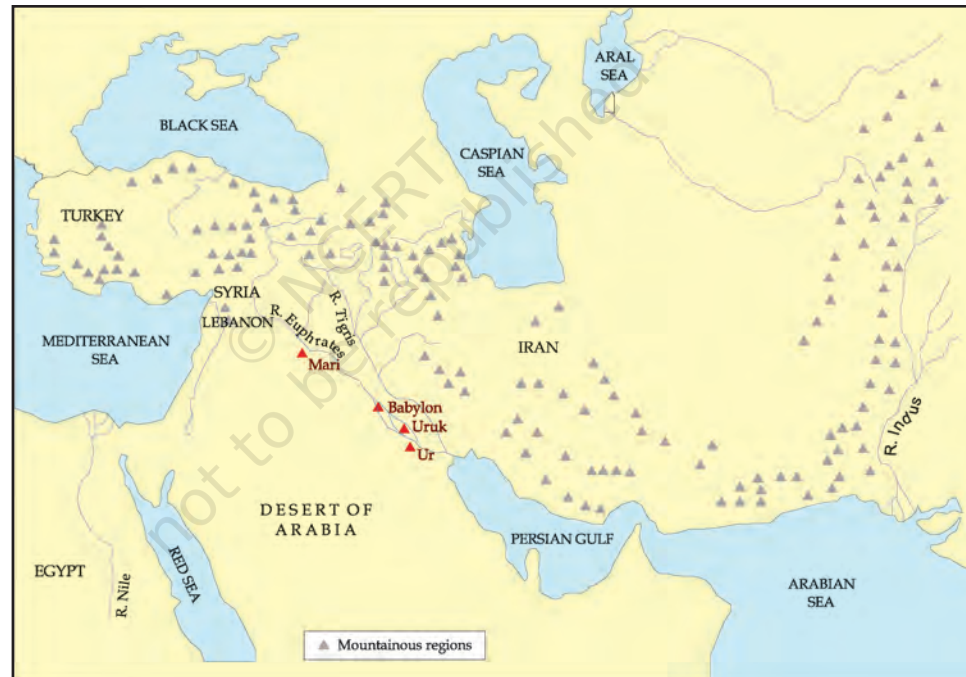 ARAL
SEA
BLACK SEA
CASPIAN
SEA
TURKEY
SYRIA
LEBANON
R. Euphrates
R. Tigris
MEDITERRANEAN
SEA
IRAN
Mari
Babylon
Uruk
Ur
R. Indus
DESERT OF
ARABIA
PERSIAN GULF
EGYPT
R. Nile
RED SEA
ARABIAN
SEA
Mountainous regions
© NCERT
not to be republished